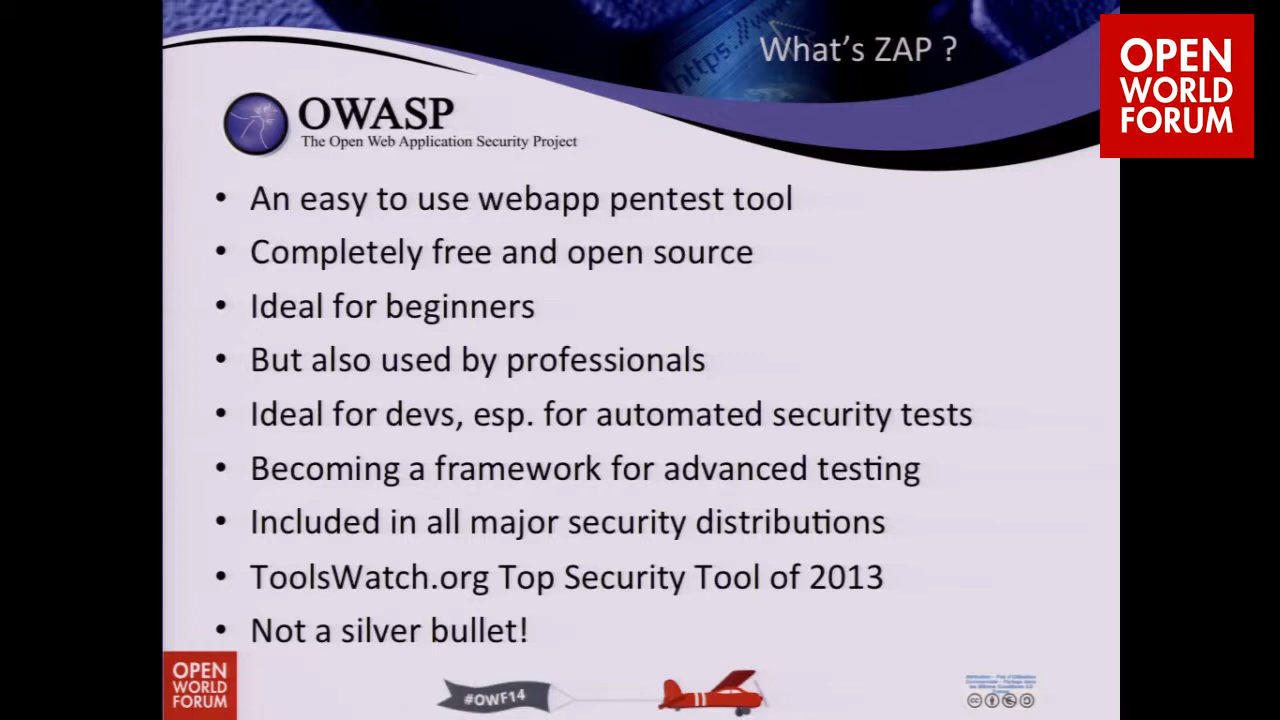 What's ZAP ?
https://w
OPEN
WORLD
FORUM
OWASP
The Open Web Application Security Project
• An easy to use webapp pentest tool
• Completely free and open source
• Ideal for beginners
• But also used by professionals
• Ideal for devs, esp. for automated security tests
• Becoming a framework for advanced testing
• Included in all major security distributions
• ToolsWatch.org Top Security Tool of 2013
• Not a silver bullet!
OPEN
WORLD
FORUM
#OWF14